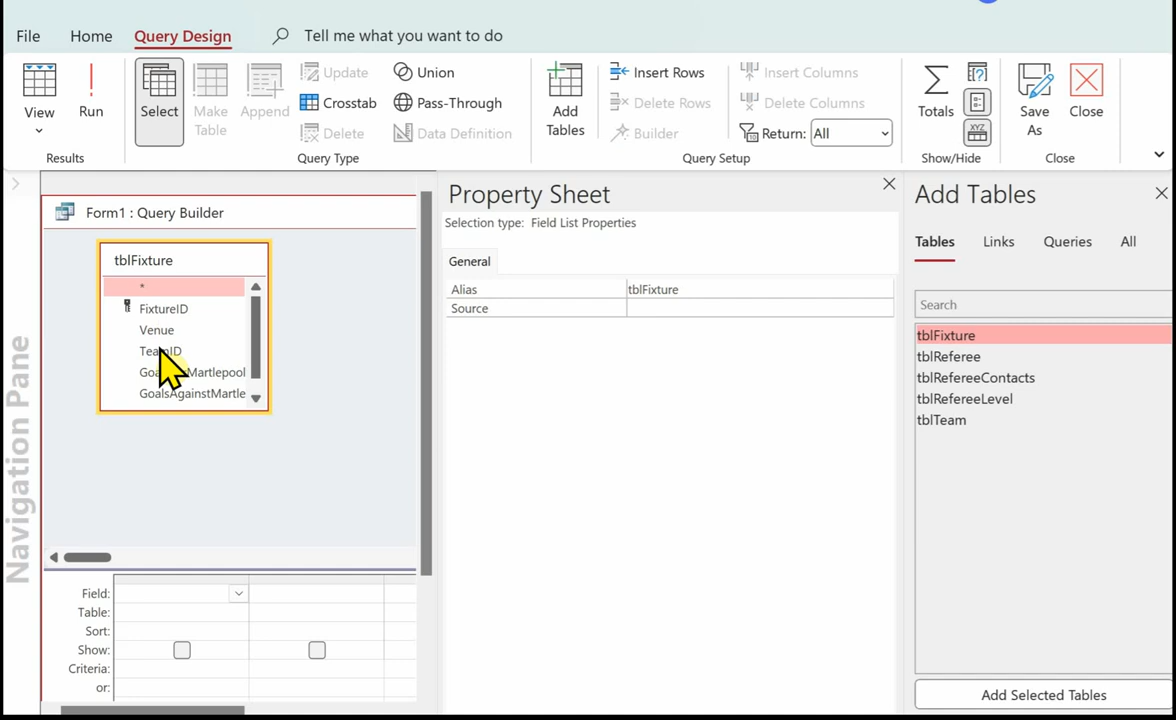 File Home Query Design Tell me what you want to do
View
Run
Results
Select
Make Table
Append
Update
Crosstab
Delete
Union
Pass-Through
Data Definition
Query Type
Add Tables
Insert Rows
Delete Rows
Builder
Insert Columns
Delete Columns
Return: All
Query Setup
Totals
XYZ
Show/Hide
Save As
Close
Close
Navigation Pane
Form1 : Query Builder
tblFixture
*
FixtureID
Venue
TeamID
Martlepool
GoalsAgainstMartle
Field:
Table:
Sort:
Show:
Criteria:
or:
Property Sheet
Selection type: Field List Properties
General
Alias tblFixture
Source
Add Tables
Tables Links Queries All
Search
tblFixture
tblReferee
tblRefereeContacts
tblRefereeLevel
tblTeam
Add Selected Tables